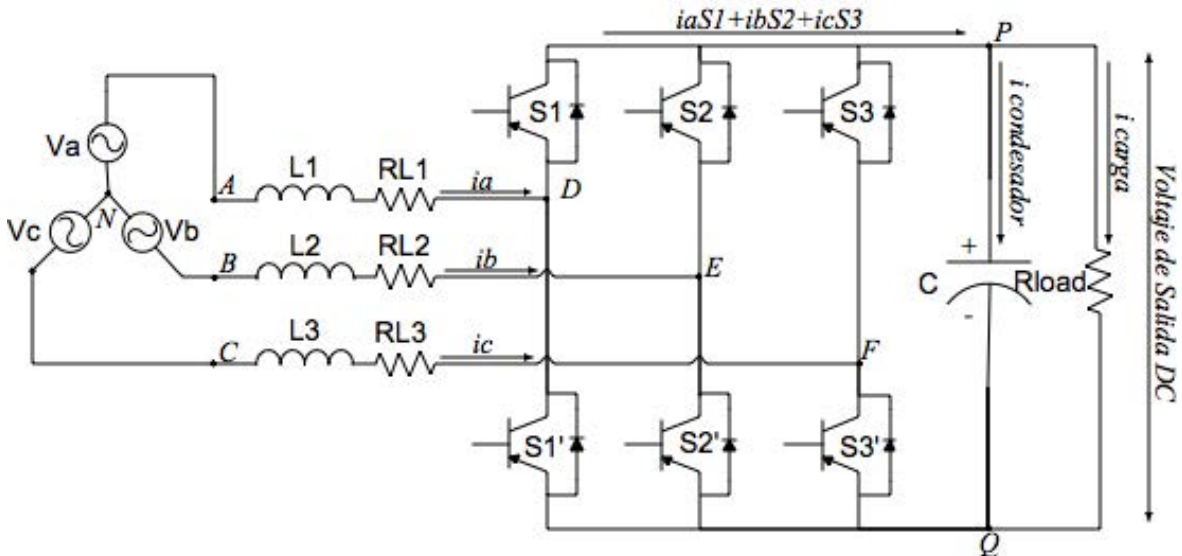 iaS1+ibS2+icS3
P
S1
S2
S3
i condesador
i carga
Voltaje de Salida DC
Va
N
Vc
Vb
A
L1
RL1
ia
D
B
L2
RL2
ib
E
C
L3
RL3
ic
F
+
C
Rload
-
S1'
S2'
S3'
Q